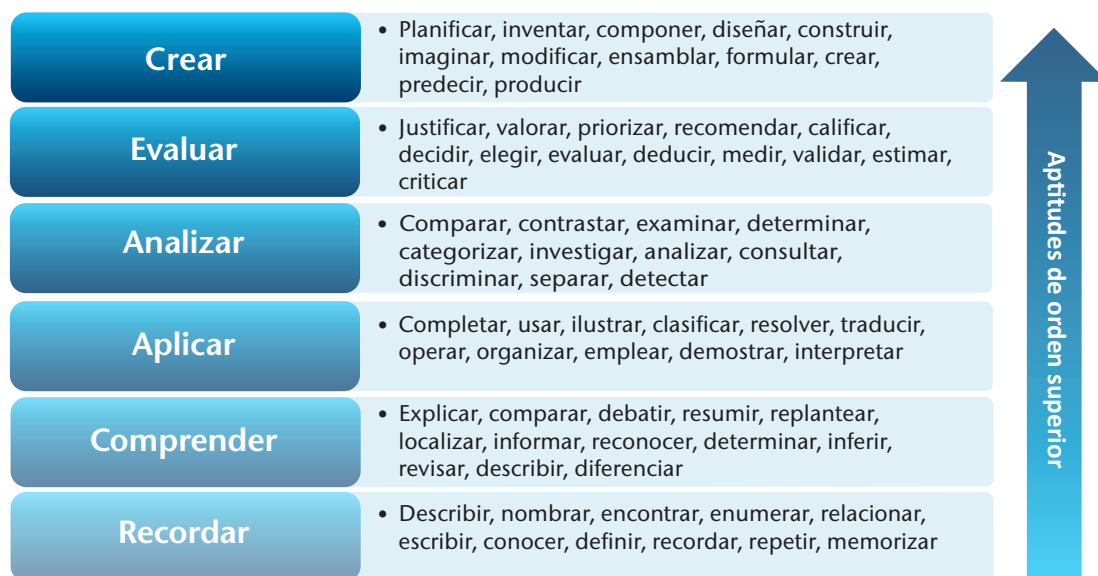 Crear
• Planificar, inventar, componer, diseñar, construir,
imaginar, modificar, ensamblar, formular, crear,
predecir, producir
Evaluar
• Justificar, valorar, priorizar, recomendar, calificar,
decidir, elegir, evaluar, deducir, medir, validar, estimar,
criticar
Analizar
• Comparar, contrastar, examinar, determinar,
categorizar, investigar, analizar, consultar,
discriminar, separar, detectar
Aplicar
• Completar, usar, ilustrar, clasificar, resolver, traducir,
operar, organizar, emplear, demostrar, interpretar
Comprender
• Explicar, comparar, debatir, resumir, replantear,
localizar, informar, reconocer, determinar, inferir,
revisar, describir, diferenciar
Recordar
• Describir, nombrar, encontrar, enumerar, relacionar,
escribir, conocer, definir, recordar, repetir, memorizar
Aptitudes de orden superior